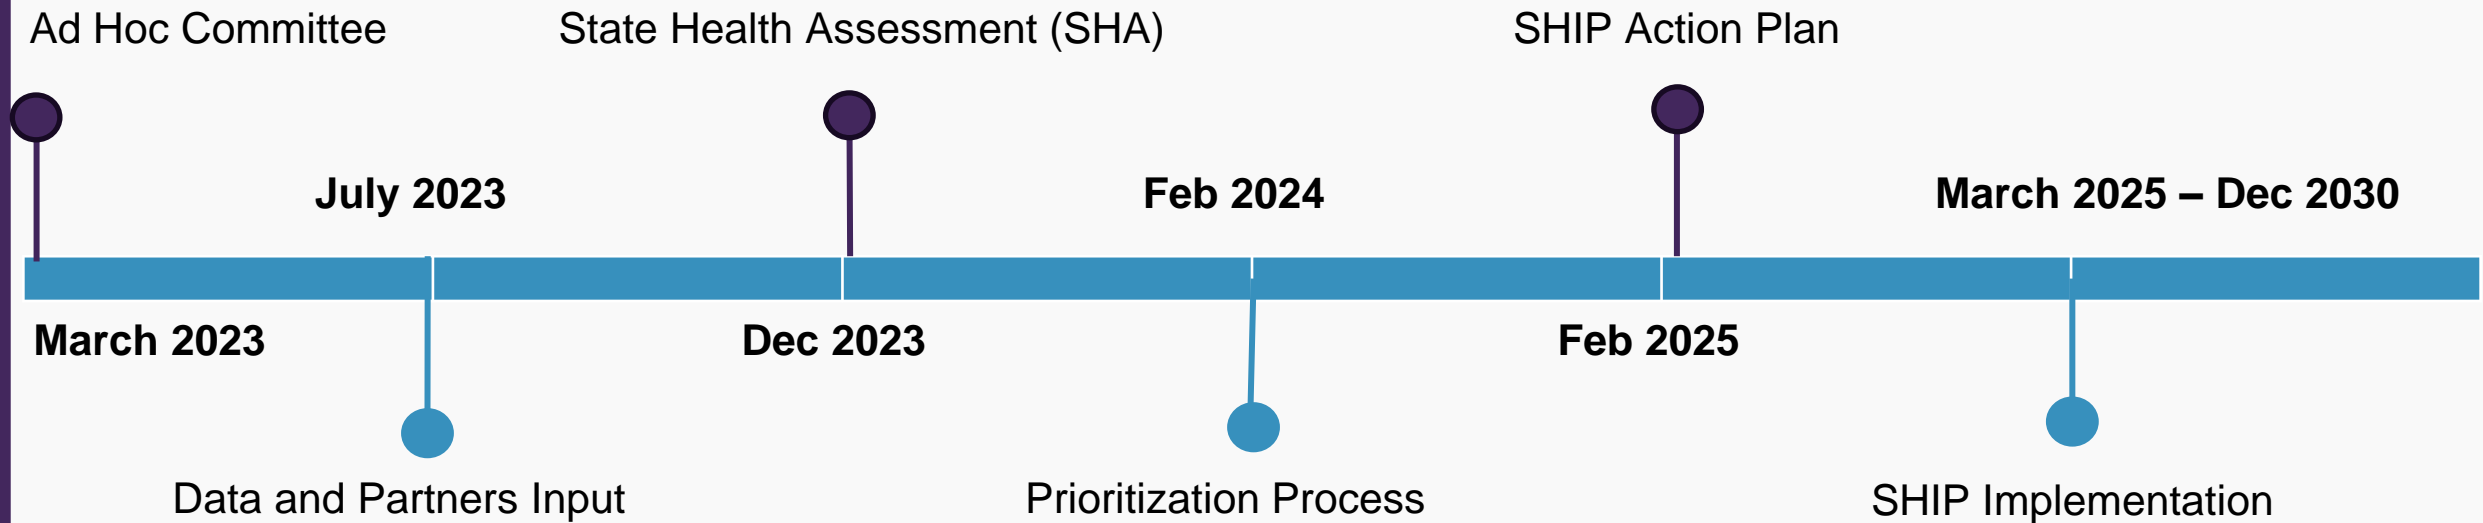 Ad Hoc Committee
State Health Assessment (SHA)
SHIP Action Plan
July 2023
Feb 2024
March 2025 – Dec 2030
March 2023
Dec 2023
Feb 2025
Data and Partners Input
Prioritization Process
SHIP Implementation